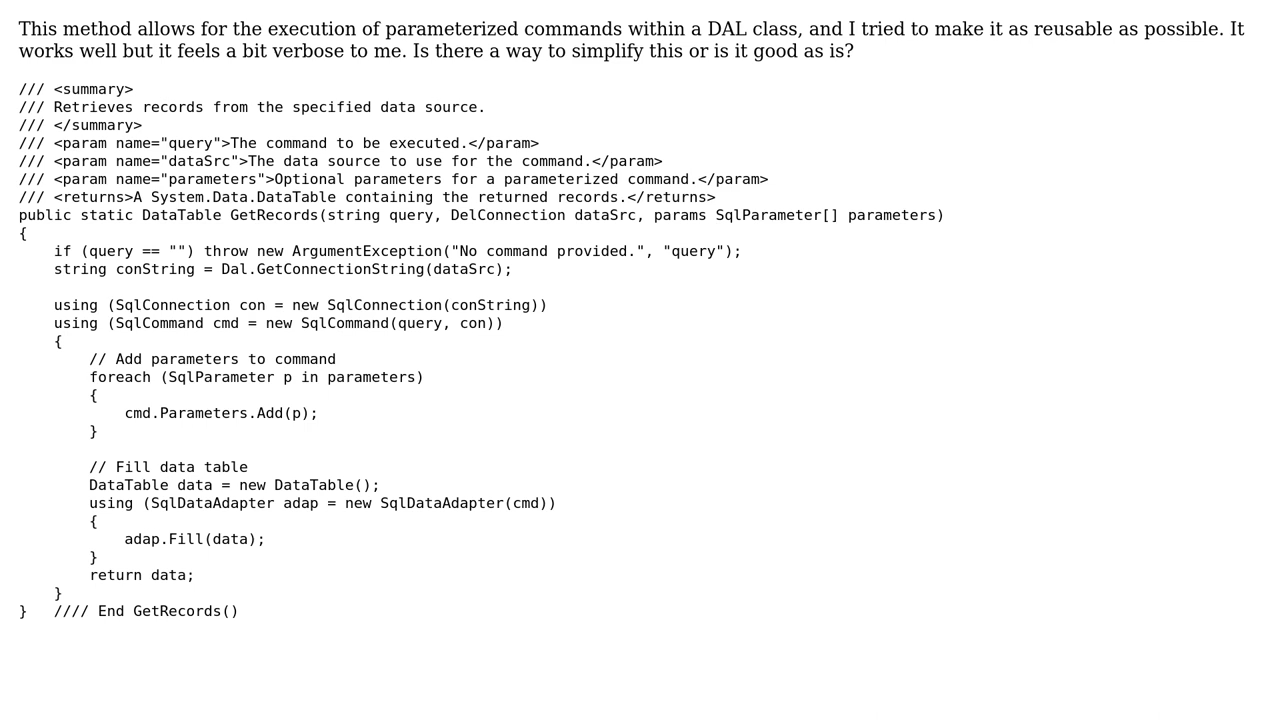 This method allows for the execution of parameterized commands within a DAL class, and I tried to make it as reusable as possible. It
works well but it feels a bit verbose to me. Is there a way to simplify this or is it good as is?
/// <summary>
/// Retrieves records from the specified data source.
/// </summary>
/// <param name="query">The command to be executed.</param>
/// <param name="dataSrc">The data source to use for the command.</param>
/// <param name="parameters">Optional parameters for a parameterized command.</param>
/// <returns>A System.Data.DataTable containing the returned records.</returns>
public static DataTable GetRecords(string query, DelConnection dataSrc, params SqlParameter[] parameters)
{
    if (query == "") throw new ArgumentException("No command provided.", "query");
    string conString = Dal.GetConnectionString(dataSrc);

    using (SqlConnection con = new SqlConnection(conString))
    using (SqlCommand cmd = new SqlCommand(query, con))
    {
        // Add parameters to command
        foreach (SqlParameter p in parameters)
        {
            cmd.Parameters.Add(p);
        }

        // Fill data table
        DataTable data = new DataTable();
        using (SqlDataAdapter adap = new SqlDataAdapter(cmd))
        {
            adap.Fill(data);
        }
        return data;
    }
}   //// End GetRecords()